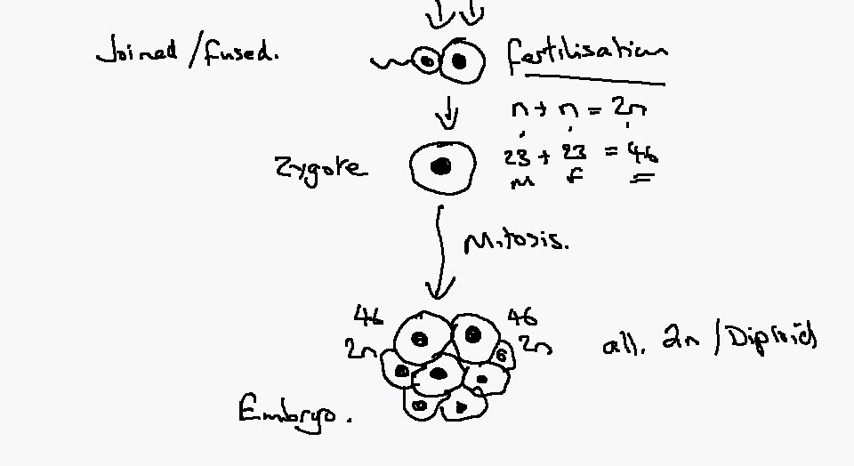 Joined / fused.
fertilisation
n + n = 2n
23 + 23 = 46
M F
Zygote
Mitosis.
46 46
2n 2n
all. 2n / Diploid
Embryo.